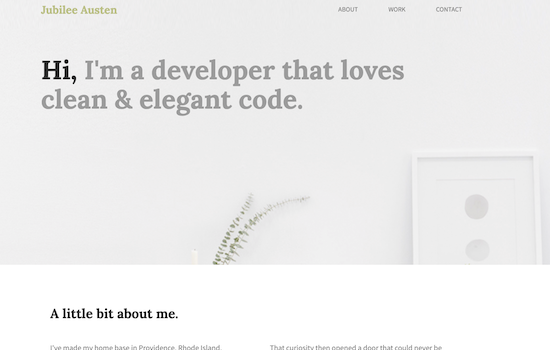 Jubilee Austen
ABOUT WORK CONTACT
Hi, I'm a developer that loves
clean & elegant code.
A little bit about me.
I've made my home base in Providence, Rhode Island,
That curiosity then opened a door that could never be